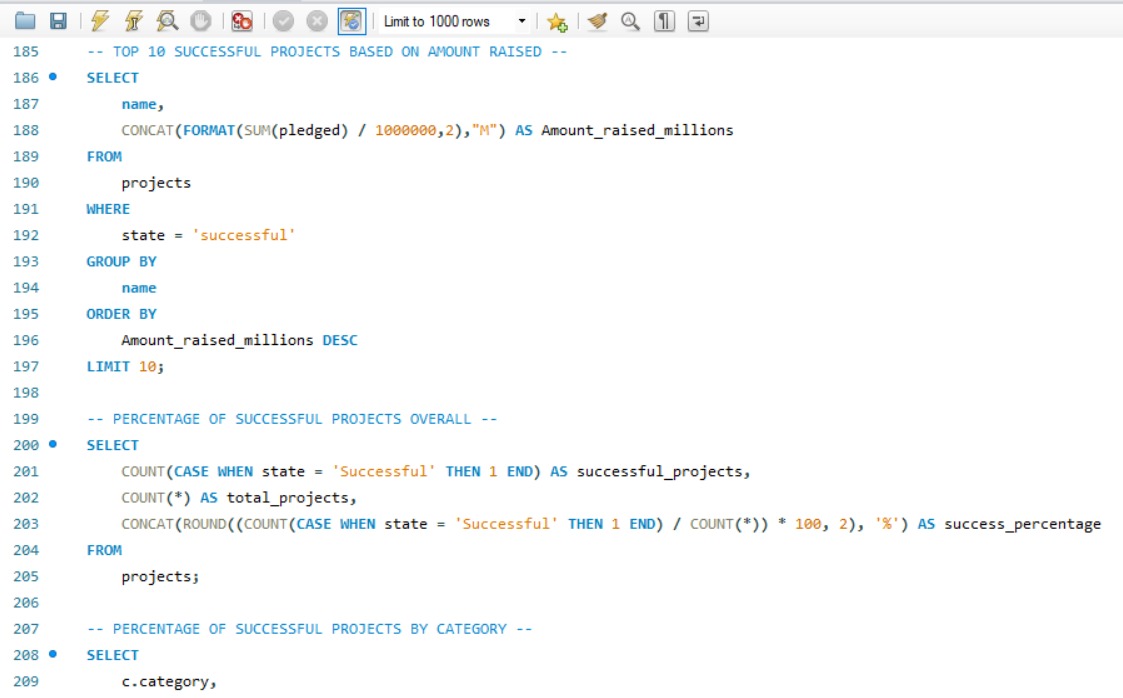 Limit to 1000 rows
185 -- TOP 10 SUCCESSFUL PROJECTS BASED ON AMOUNT RAISED --
186 SELECT
187 name,
188 CONCAT(FORMAT(SUM(pledged) / 1000000,2),"M") AS Amount_raised_millions
189 FROM
190 projects
191 WHERE
192 state = 'successful'
193 GROUP BY
194 name
195 ORDER BY
196 Amount_raised_millions DESC
197 LIMIT 10;
198
199 -- PERCENTAGE OF SUCCESSFUL PROJECTS OVERALL --
200 SELECT
201 COUNT(CASE WHEN state = 'Successful' THEN 1 END) AS successful_projects,
202 COUNT(*) AS total_projects,
203 CONCAT(ROUND((COUNT(CASE WHEN state = 'Successful' THEN 1 END) / COUNT(*)) * 100, 2), '%') AS success_percentage
204 FROM
205 projects;
206
207 -- PERCENTAGE OF SUCCESSFUL PROJECTS BY CATEGORY --
208 SELECT
209 c.category,